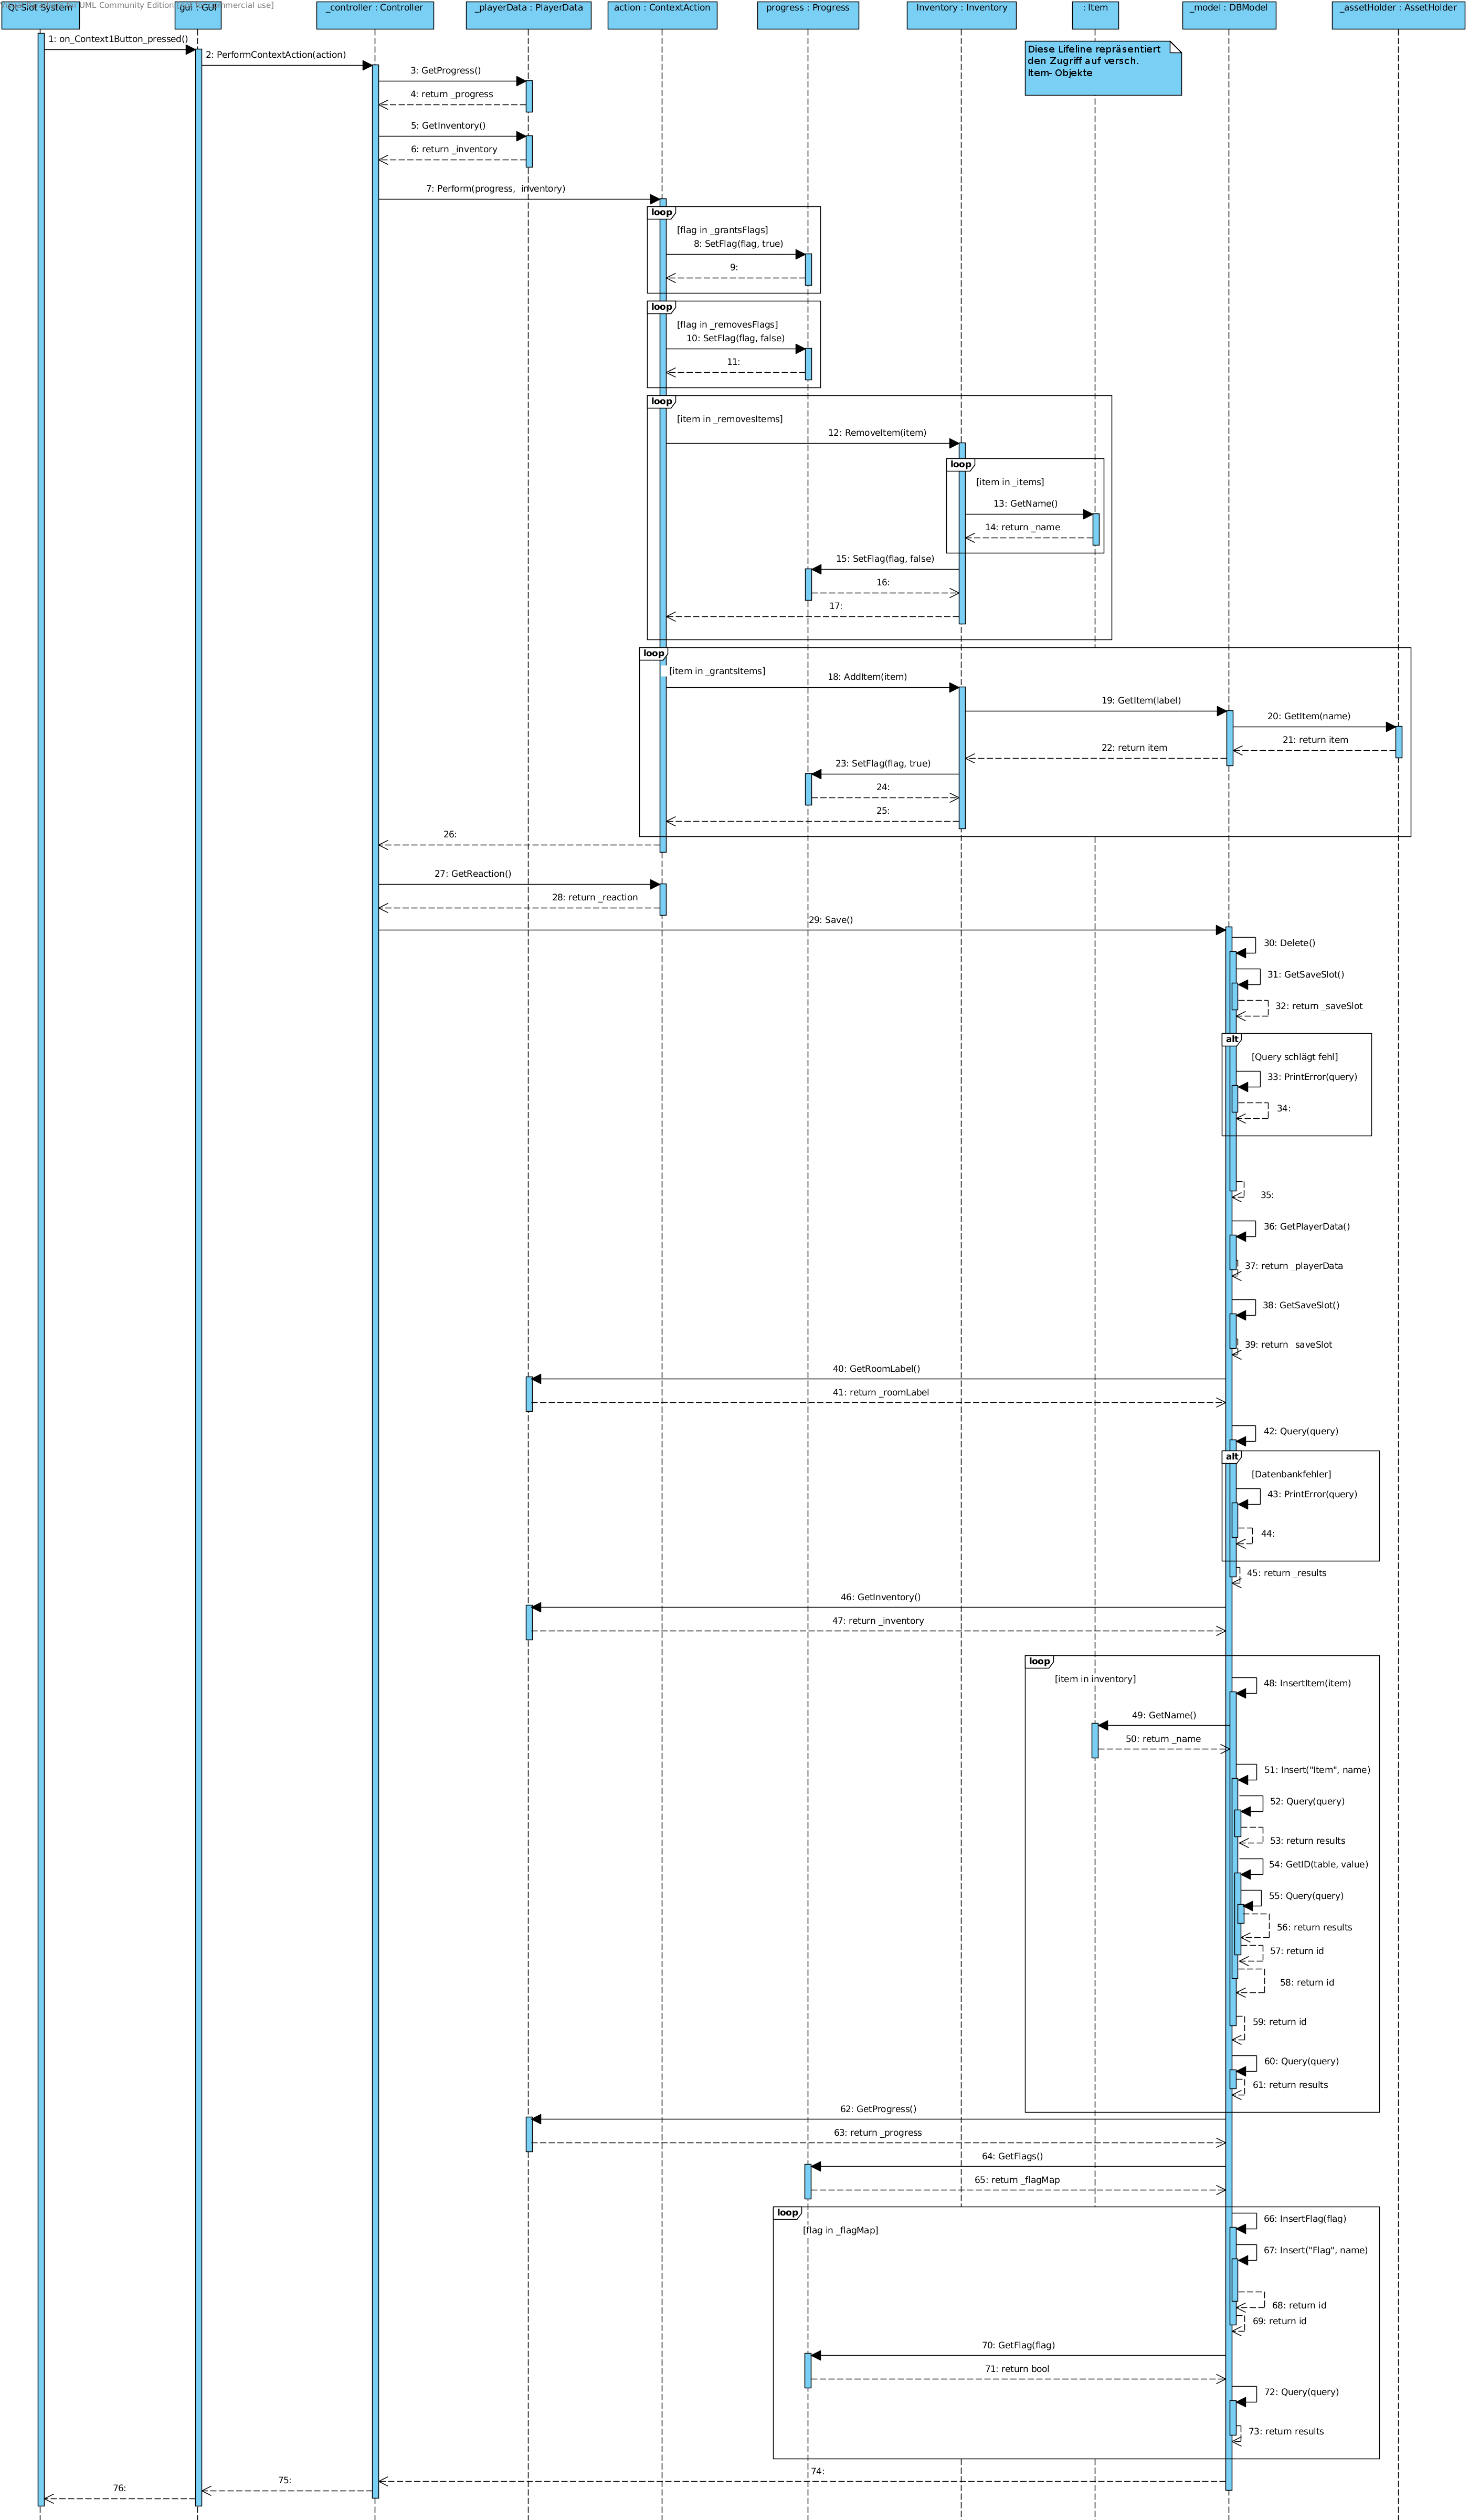 Qt Slot System
gui : GUI
UML Community Edition
commercial use]
_controller : Controller
_playerData : PlayerData
action : ContextAction
progress : Progress
Inventory : Inventory
: Item
_model : DBModel
_assetHolder : AssetHolder
Diese Lifeline repräsentiert
den Zugriff auf versch.
Item- Objekte
1: on_Context1Button_pressed()
2: PerformContextAction(action)
3: GetProgress()
4: return _progress
5: GetInventory()
6: return _inventory
7: Perform(progress, inventory)
loop
[flag in _grantsFlags]
8: SetFlag(flag, true)
9:
loop
[flag in _removesFlags]
10: SetFlag(flag, false)
11:
loop
[item in _removesItems]
12: RemoveItem(item)
loop
[item in _items]
13: GetName()
14: return _name
15: SetFlag(flag, false)
16:
17:
loop
[item in _grantsItems]
18: AddItem(item)
19: GetItem(label)
20: GetItem(name)
21: return item
22: return item
23: SetFlag(flag, true)
24:
25:
26:
27: GetReaction()
28: return _reaction
29: Save()
30: Delete()
31: GetSaveSlot()
32: return _saveSlot
alt
[Query schlägt fehl]
33: PrintError(query)
34:
35:
36: GetPlayerData()
37: return _playerData
38: GetSaveSlot()
39: return _saveSlot
40: GetRoomLabel()
41: return _roomLabel
42: Query(query)
alt
[Datenbankfehler]
43: PrintError(query)
44:
45: return _results
46: GetInventory()
47: return _inventory
loop
[item in inventory]
48: InsertItem(item)
49: GetName()
50: return _name
51: Insert("Item", name)
52: Query(query)
53: return results
54: GetID(table, value)
55: Query(query)
56: return results
57: return id
58: return id
59: return id
60: Query(query)
61: return results
62: GetProgress()
63: return _progress
64: GetFlags()
65: return _flagMap
loop
[flag in _flagMap]
66: InsertFlag(flag)
67: Insert("Flag", name)
68: return id
69: return id
70: GetFlag(flag)
71: return bool
72: Query(query)
73: return results
74:
75:
76: